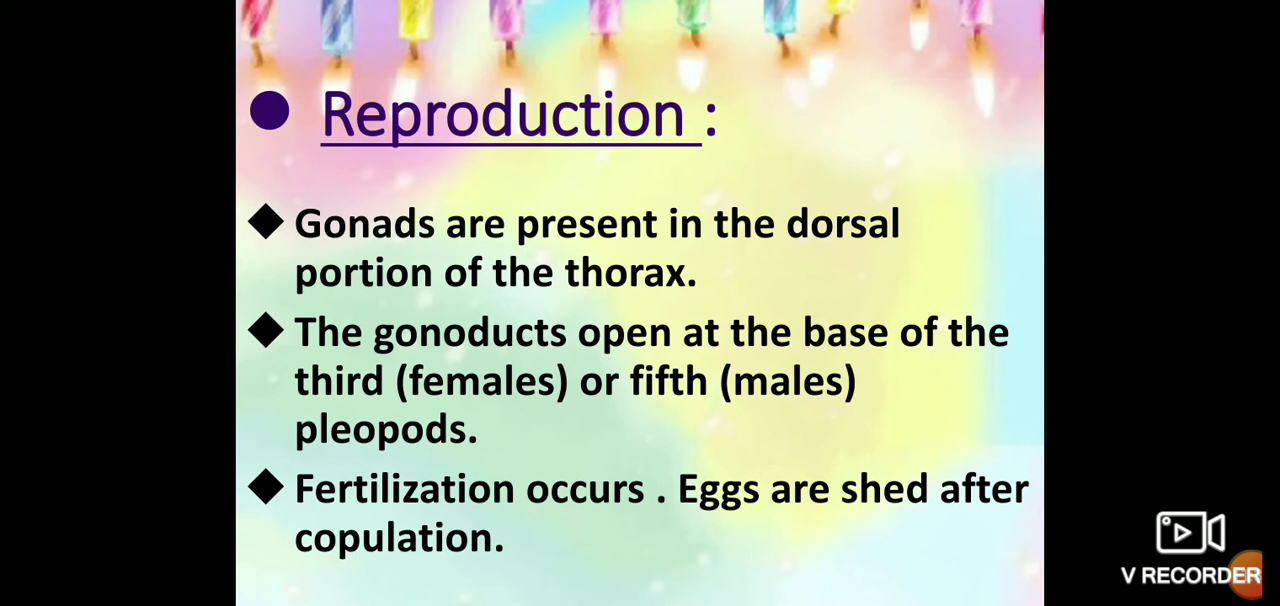 Reproduction :
Gonads are present in the dorsal
portion of the thorax.
The gonoducts open at the base of the
third (females) or fifth (males)
pleopods.
Fertilization occurs . Eggs are shed after
copulation.
V RECORDER